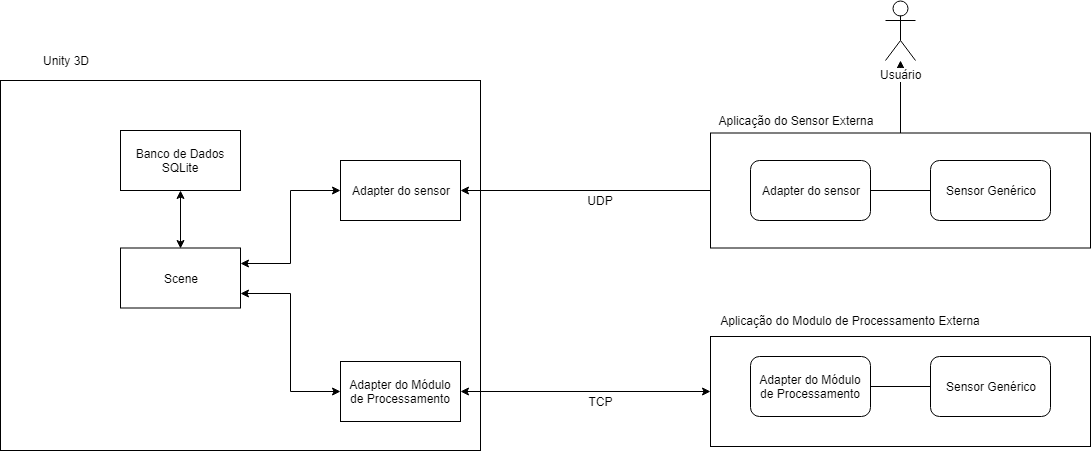 Usuário
Unity 3D
Aplicação do Sensor Externa
Banco de Dados
SQLite
Adapter do sensor
UDP
Adapter do sensor
Sensor Genérico
Scene
Aplicação do Modulo de Processamento Externa
Adapter do Módulo
de Processamento
TCP
Adapter do Módulo
de Processamento
Sensor Genérico